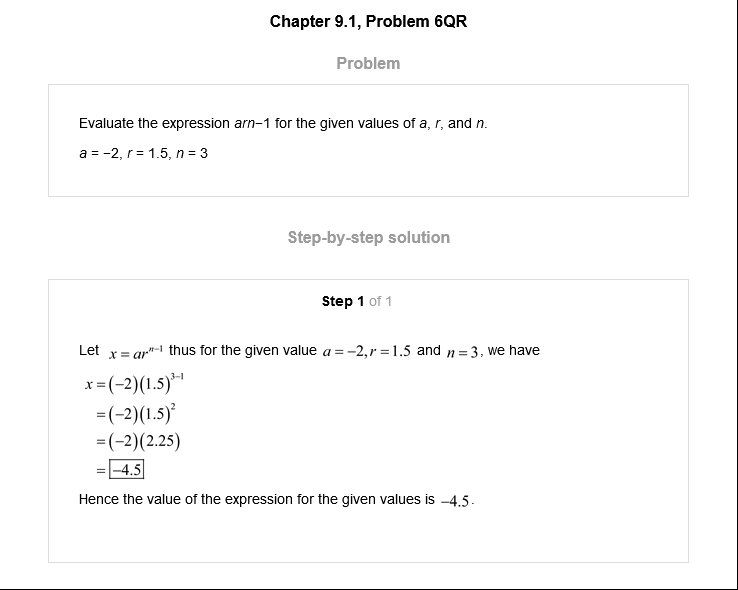 Chapter 9.1, Problem 6QR
Problem
Evaluate the expression arn−1 for the given values of a, r, and n.
a = −2, r = 1.5, n = 3
Step-by-step solution
Step 1 of 1
Let x = arⁿ⁻¹ thus for the given value a = −2, r = 1.5 and n = 3, we have
x = (−2)(1.5)³⁻¹
= (−2)(1.5)²
= (−2)(2.25)
= −4.5
Hence the value of the expression for the given values is −4.5.